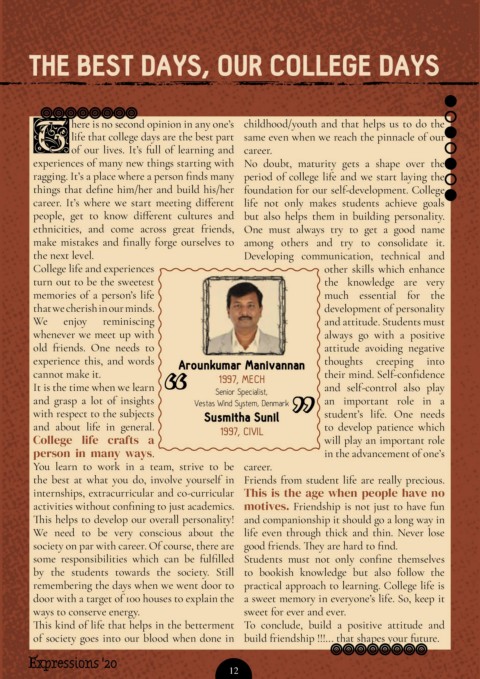 THE BEST DAYS, OUR COLLEGE DAYS
There is no second opinion in any one's
life that college days are the best part
of our lives. It's full of learning and
experiences of many new things starting with
ragging. It's a place where a person finds many
things that define him/her and build his/her
career. It's where we start meeting different
people, get to know different cultures and
ethnicities, and come across great friends,
make mistakes and finally forge ourselves to
the next level.
College life and experiences
turn out to be the sweetest
memories of a person's life
that we cherish in our minds.
We enjoy reminiscing
whenever we meet up with
old friends. One needs to
experience this, and words
cannot make it.
It is the time when we learn
and grasp a lot of insights
with respect to the subjects
and about life in general.
College life crafts a
person in many ways.
You learn to work in a team, strive to be
the best at what you do, involve yourself in
internships, extracurricular and co-curricular
activities without confining to just academics.
This helps to develop our overall personality!
We need to be very conscious about the
society on par with career. Of course, there are
some responsibilities which can be fulfilled
by the students towards the society. Still
remembering the days when we went door to
door with a target of 100 houses to explain the
ways to conserve energy.
This kind of life that helps in the betterment
of society goes into our blood when done in
Arounkumar Manivannan
1997, MECH
Senior Specialist,
Vestas Wind System, Denmark
Susmitha Sunil
1997, CIVIL
childhood/youth and that helps us to do the
same even when we reach the pinnacle of our
career.
No doubt, maturity gets a shape over the
period of college life and we start laying the
foundation for our self-development. College
life not only makes students achieve goals
but also helps them in building personality.
One must always try to get a good name
among others and try to consolidate it.
Developing communication, technical and
other skills which enhance
the knowledge are very
much essential for the
development of personality
and attitude. Students must
always go with a positive
attitude avoiding negative
thoughts creeping into
their mind. Self-confidence
and self-control also play
an important role in a
student's life. One needs
to develop patience which
will play an important role
in the advancement of one's
career.
Friends from student life are really precious.
This is the age when people have no
motives. Friendship is not just to have fun
and companionship it should go a long way in
life even through thick and thin. Never lose
good friends. They are hard to find.
Students must not only confine themselves
to bookish knowledge but also follow the
practical approach to learning. College life is
a sweet memory in everyone's life. So, keep it
sweet for ever and ever.
To conclude, build a positive attitude and
build friendship !!!... that shapes your future.
Expressions '20
12